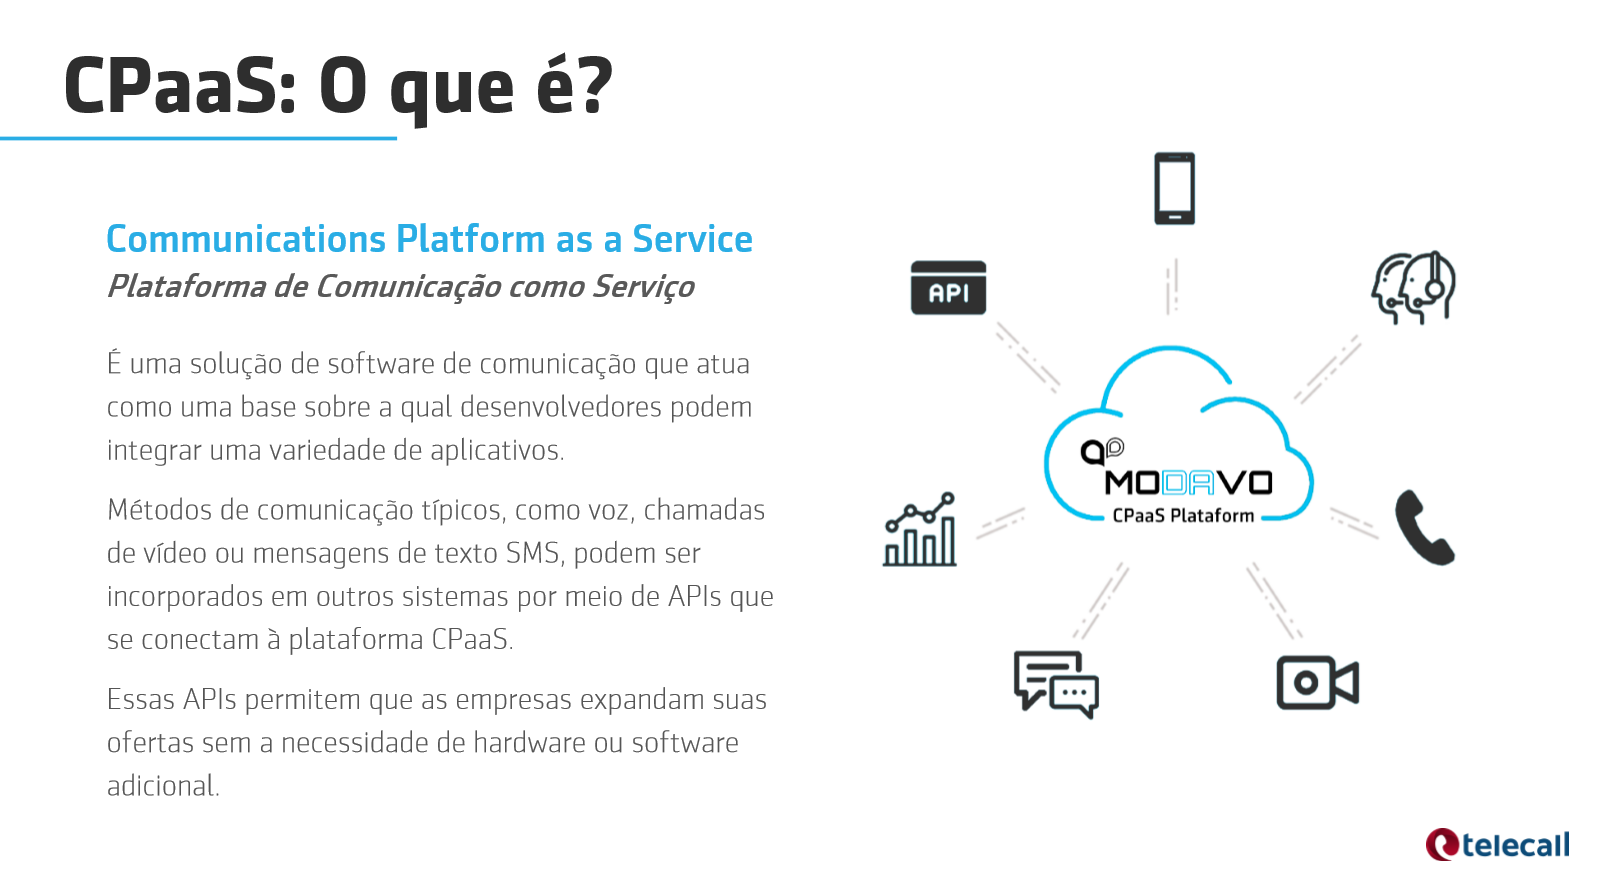 CPaaS: O que é?
Communications Platform as a Service
Plataforma de Comunicação como Serviço
É uma solução de software de comunicação que atua
como uma base sobre a qual desenvolvedores podem
integrar uma variedade de aplicativos.
Métodos de comunicação típicos, como voz, chamadas
de vídeo ou mensagens de texto SMS, podem ser
incorporados em outros sistemas por meio de APIs que
se conectam à plataforma CPaaS.
Essas APIs permitem que as empresas expandam suas
ofertas sem a necessidade de hardware ou software
adicional.
API
MODAVO
CPaaS Plataform
telecall